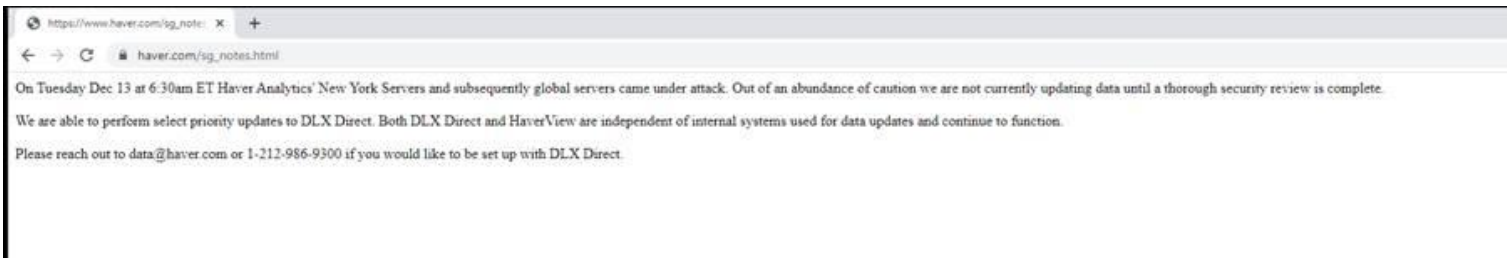 https://www.haver.com/sg_note:
haver.com/sg_notes.html
On Tuesday Dec 13 at 6:30am ET Haver Analytics' New York Servers and subsequently global servers came under attack. Out of an abundance of caution we are not currently updating data until a thorough security review is complete.
We are able to perform select priority updates to DLX Direct. Both DLX Direct and HaverView are independent of internal systems used for data updates and continue to function.
Please reach out to data@haver.com or 1-212-986-9300 if you would like to be set up with DLX Direct.